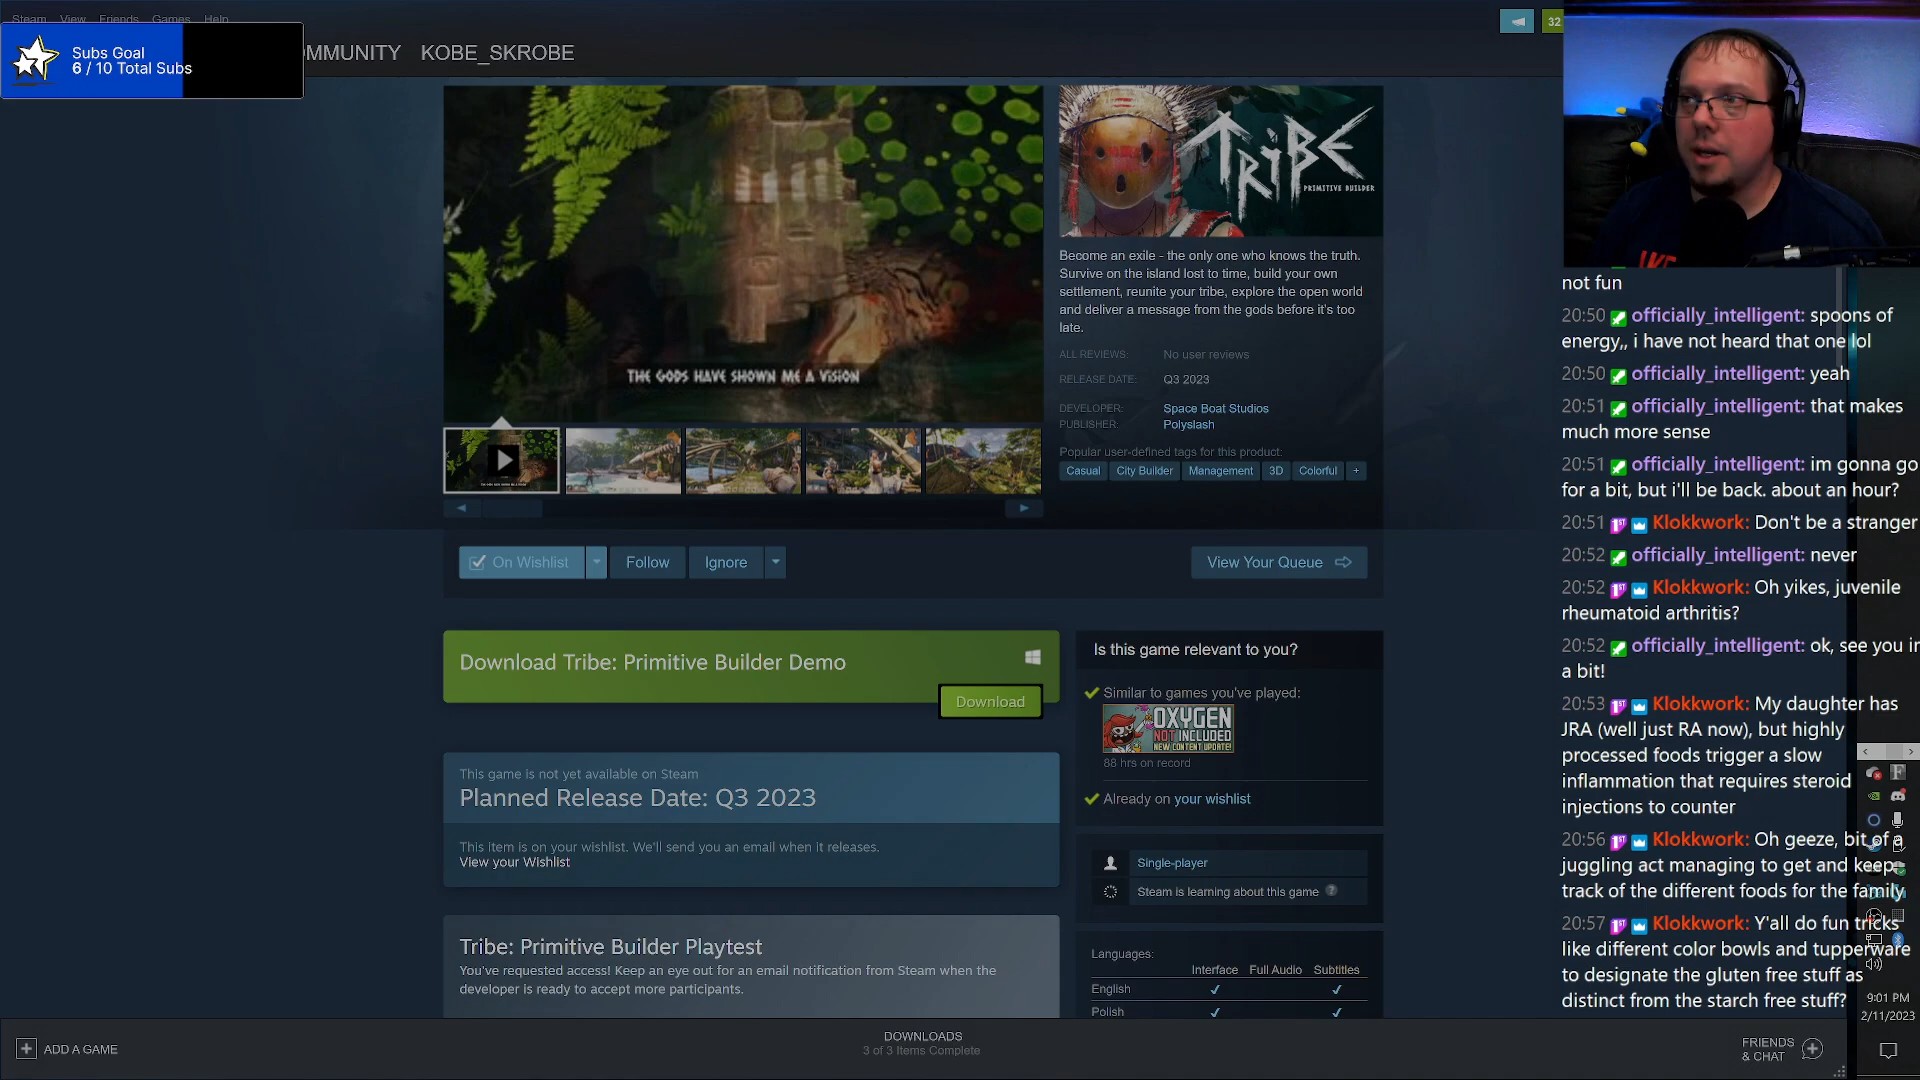 Steam View Friends Games Help
Subs Goal
6 / 10 Total Subs
OMMUNITY KOBE_SKROBE
32
THE GODS HAVE SHOWN ME A VISION
TRIBE
PRIMITIVE BUILDER
Become an exile - the only one who knows the truth.
Survive on the island lost to time, build your own
settlement, reunite your tribe, explore the open world
and deliver a message from the gods before it's too
late.
ALL REVIEWS: No user reviews
RELEASE DATE: Q3 2023
DEVELOPER: Space Boat Studios
PUBLISHER: Polyslash
Popular user-defined tags for this product:
Casual City Builder Management 3D Colorful +
On Wishlist Follow Ignore View Your Queue
Download Tribe: Primitive Builder Demo
Download
This game is not yet available on Steam
Planned Release Date: Q3 2023
This item is on your wishlist. We'll send you an email when it releases.
View your Wishlist
Tribe: Primitive Builder Playtest
You've requested access! Keep an eye out for an email notification from Steam when the
developer is ready to accept more participants.
Is this game relevant to you?
Similar to games you've played:
OXYGEN
NOT INCLUDED
NEW CONTENT UPDATE!
88 hrs on record
Already on your wishlist
Single-player
Steam is learning about this game ?
Languages:
Interface Full Audio Subtitles
English
Polish
not fun
20:50 officially_intelligent: spoons of
energy,, i have not heard that one lol
20:50 officially_intelligent: yeah
20:51 officially_intelligent: that makes
much more sense
20:51 officially_intelligent: im gonna go
for a bit, but i'll be back. about an hour?
20:51 Klokkwork: Don't be a stranger
20:52 officially_intelligent: never
20:52 Klokkwork: Oh yikes, juvenile
rheumatoid arthritis?
20:52 officially_intelligent: ok, see you in
a bit!
20:53 Klokkwork: My daughter has
JRA (well just RA now), but highly
processed foods trigger a slow
inflammation that requires steroid
injections to counter
20:56 Klokkwork: Oh geeze, bit of a
juggling act managing to get and keep
track of the different foods for the family
20:57 Klokkwork: Y'all do fun tricks
like different color bowls and tupperware
to designate the gluten free stuff as
distinct from the starch free stuff?
9:01 PM
2/11/2023
ADD A GAME
DOWNLOADS
3 of 3 Items Complete
FRIENDS
& CHAT